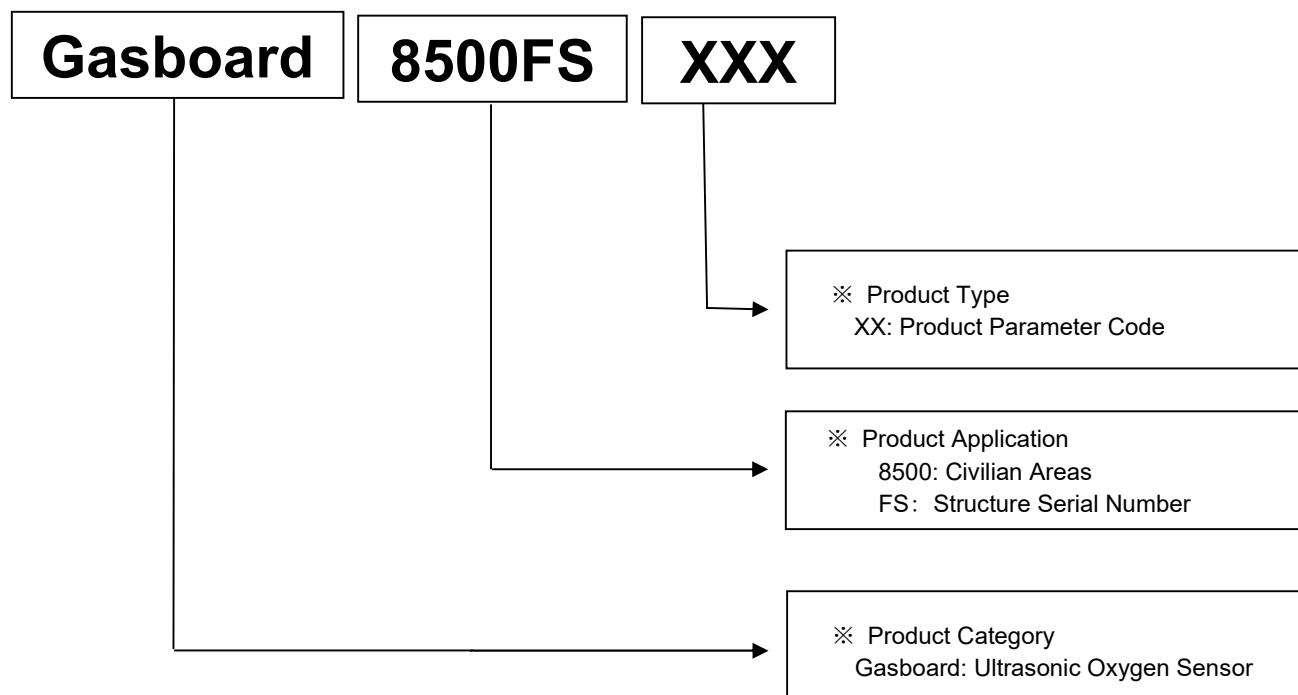 Gasboard 8500FS XXX
※ Product Type
XX: Product Parameter Code
※ Product Application
8500: Civilian Areas
FS： Structure Serial Number
※ Product Category
Gasboard: Ultrasonic Oxygen Sensor